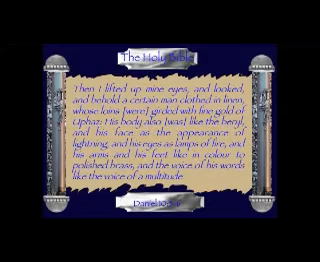 The Holy Bible
Then I lifted up mine eyes, and looked,
and behold a certain man clothed in linen,
whose loins [were] girded with fine gold of
Uphaz: His body also [was] like the beryl,
and his face as the appearance of
lightning, and his eyes as lamps of fire, and
his arms and his feet like in colour to
polished brass, and the voice of his words
like the voice of a multitude.
Daniel 10:5-6